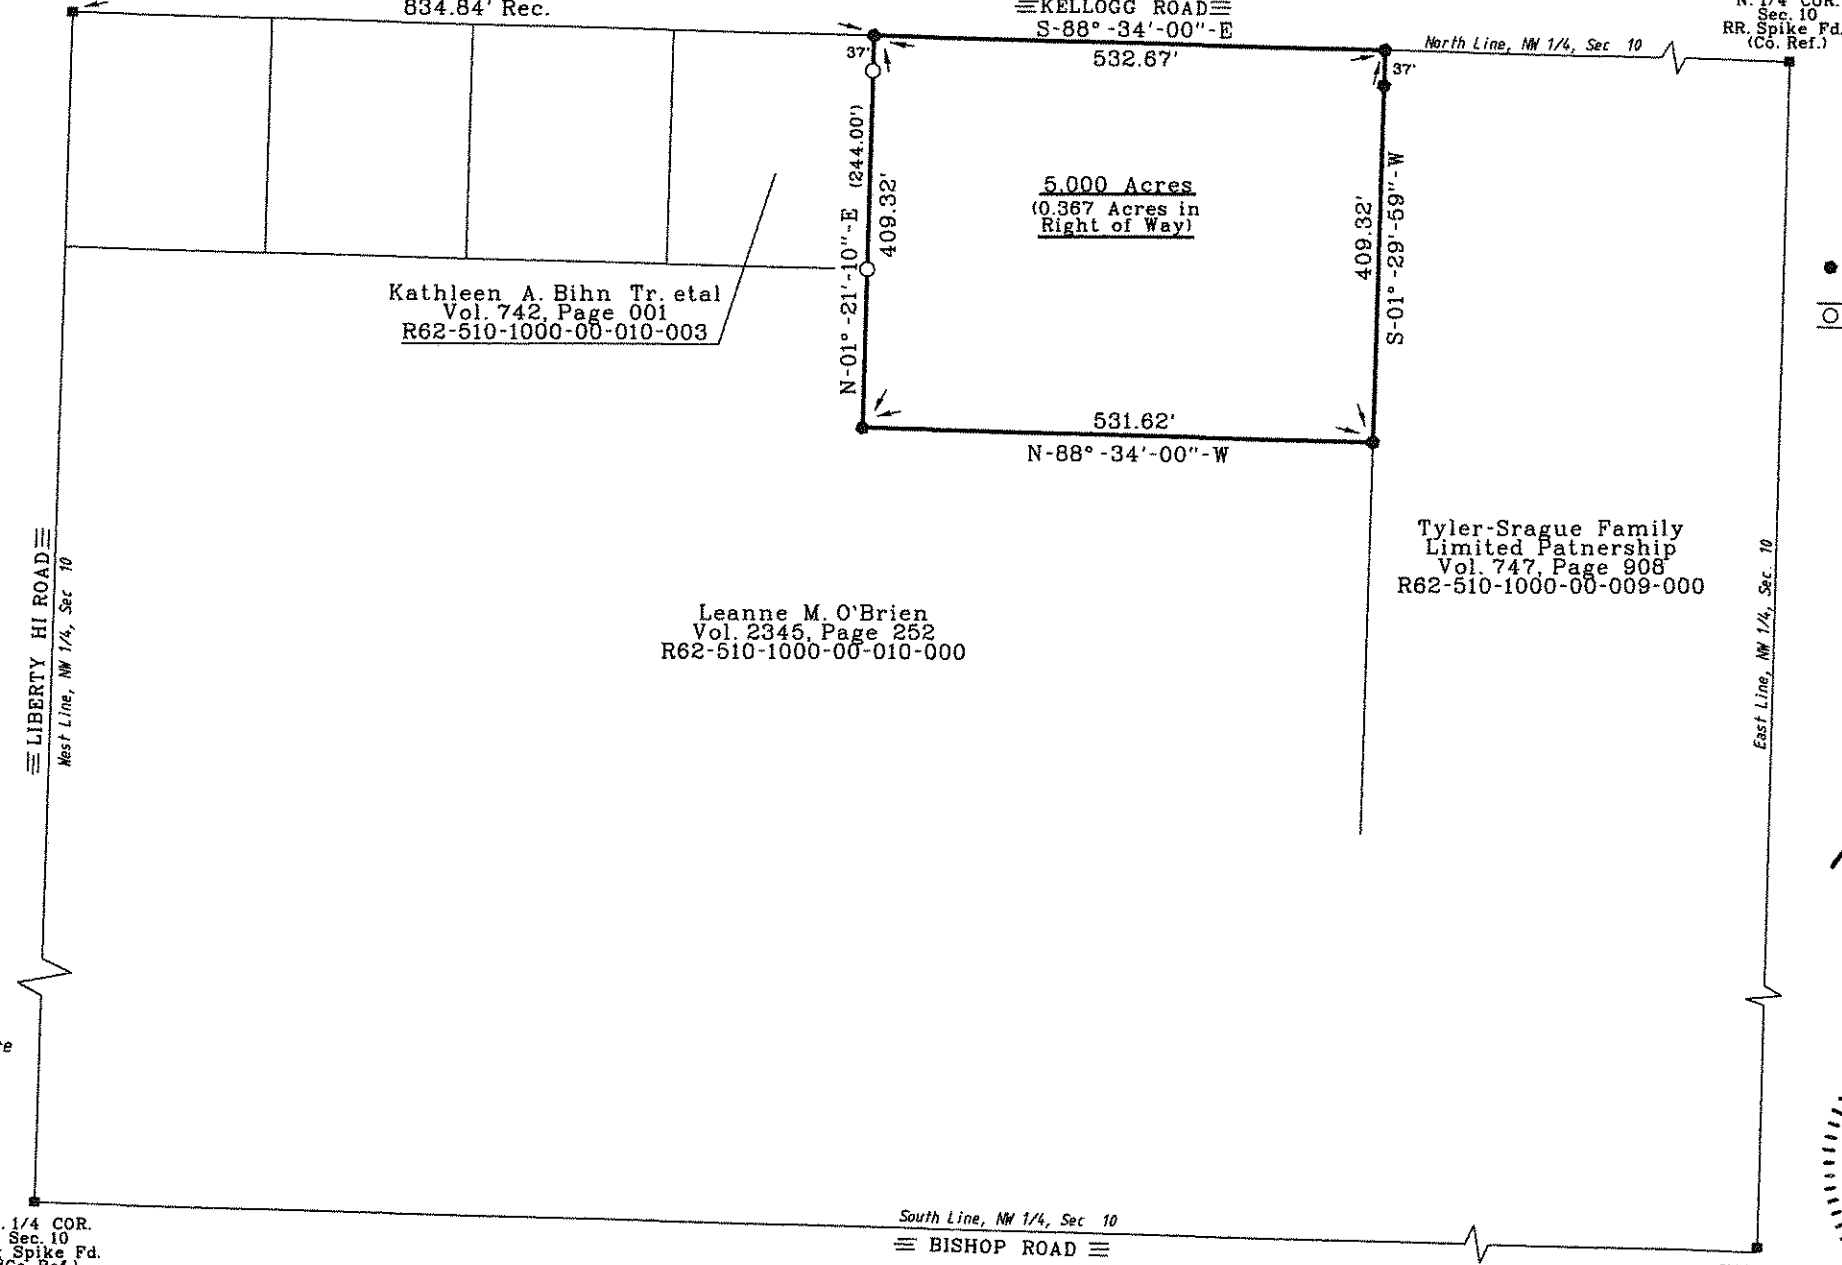 834.84' Rec.
KELLOGG ROAD
S-88°-34'-00"-E
532.67'
North Line, NW 1/4, Sec 10
N. 1/4 COR.
Sec. 10
RR. Spike Fd.
(Co. Ref.)
37'
37'
(244.00')
409.32'
N-01°-21'-10"-E
5.000 Acres
(0.367 Acres in
Right of Way)
409.32'
S-01°-29'-59"-W
Kathleen A. Bihn Tr. etal
Vol. 742, Page 001
R62-510-1000-00-010-003
531.62'
N-88°-34'-00"-W
Tyler-Srague Family
Limited Patnership
Vol. 747, Page 908
R62-510-1000-00-009-000
Leanne M. O'Brien
Vol. 2345, Page 252
R62-510-1000-00-010-000
LIBERTY HI ROAD
West Line, NW 1/4, Sec 10
East Line, NW 1/4, Sec. 10
South Line, NW 1/4, Sec 10
BISHOP ROAD
. 1/4 COR.
Sec. 10
Spike Fd.